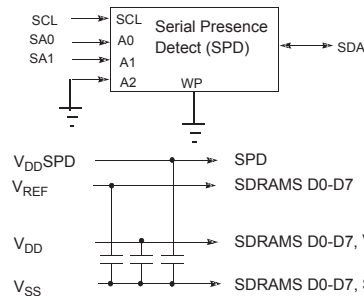 SCL SCL Serial Presence
SA0 A0 Detect (SPD) SDA
SA1 A1
A2 WP
VDDSPD SPD
VREF SDRAMS D0-D7
VDD SDRAMS D0-D7,
VSS SDRAMS D0-D7,